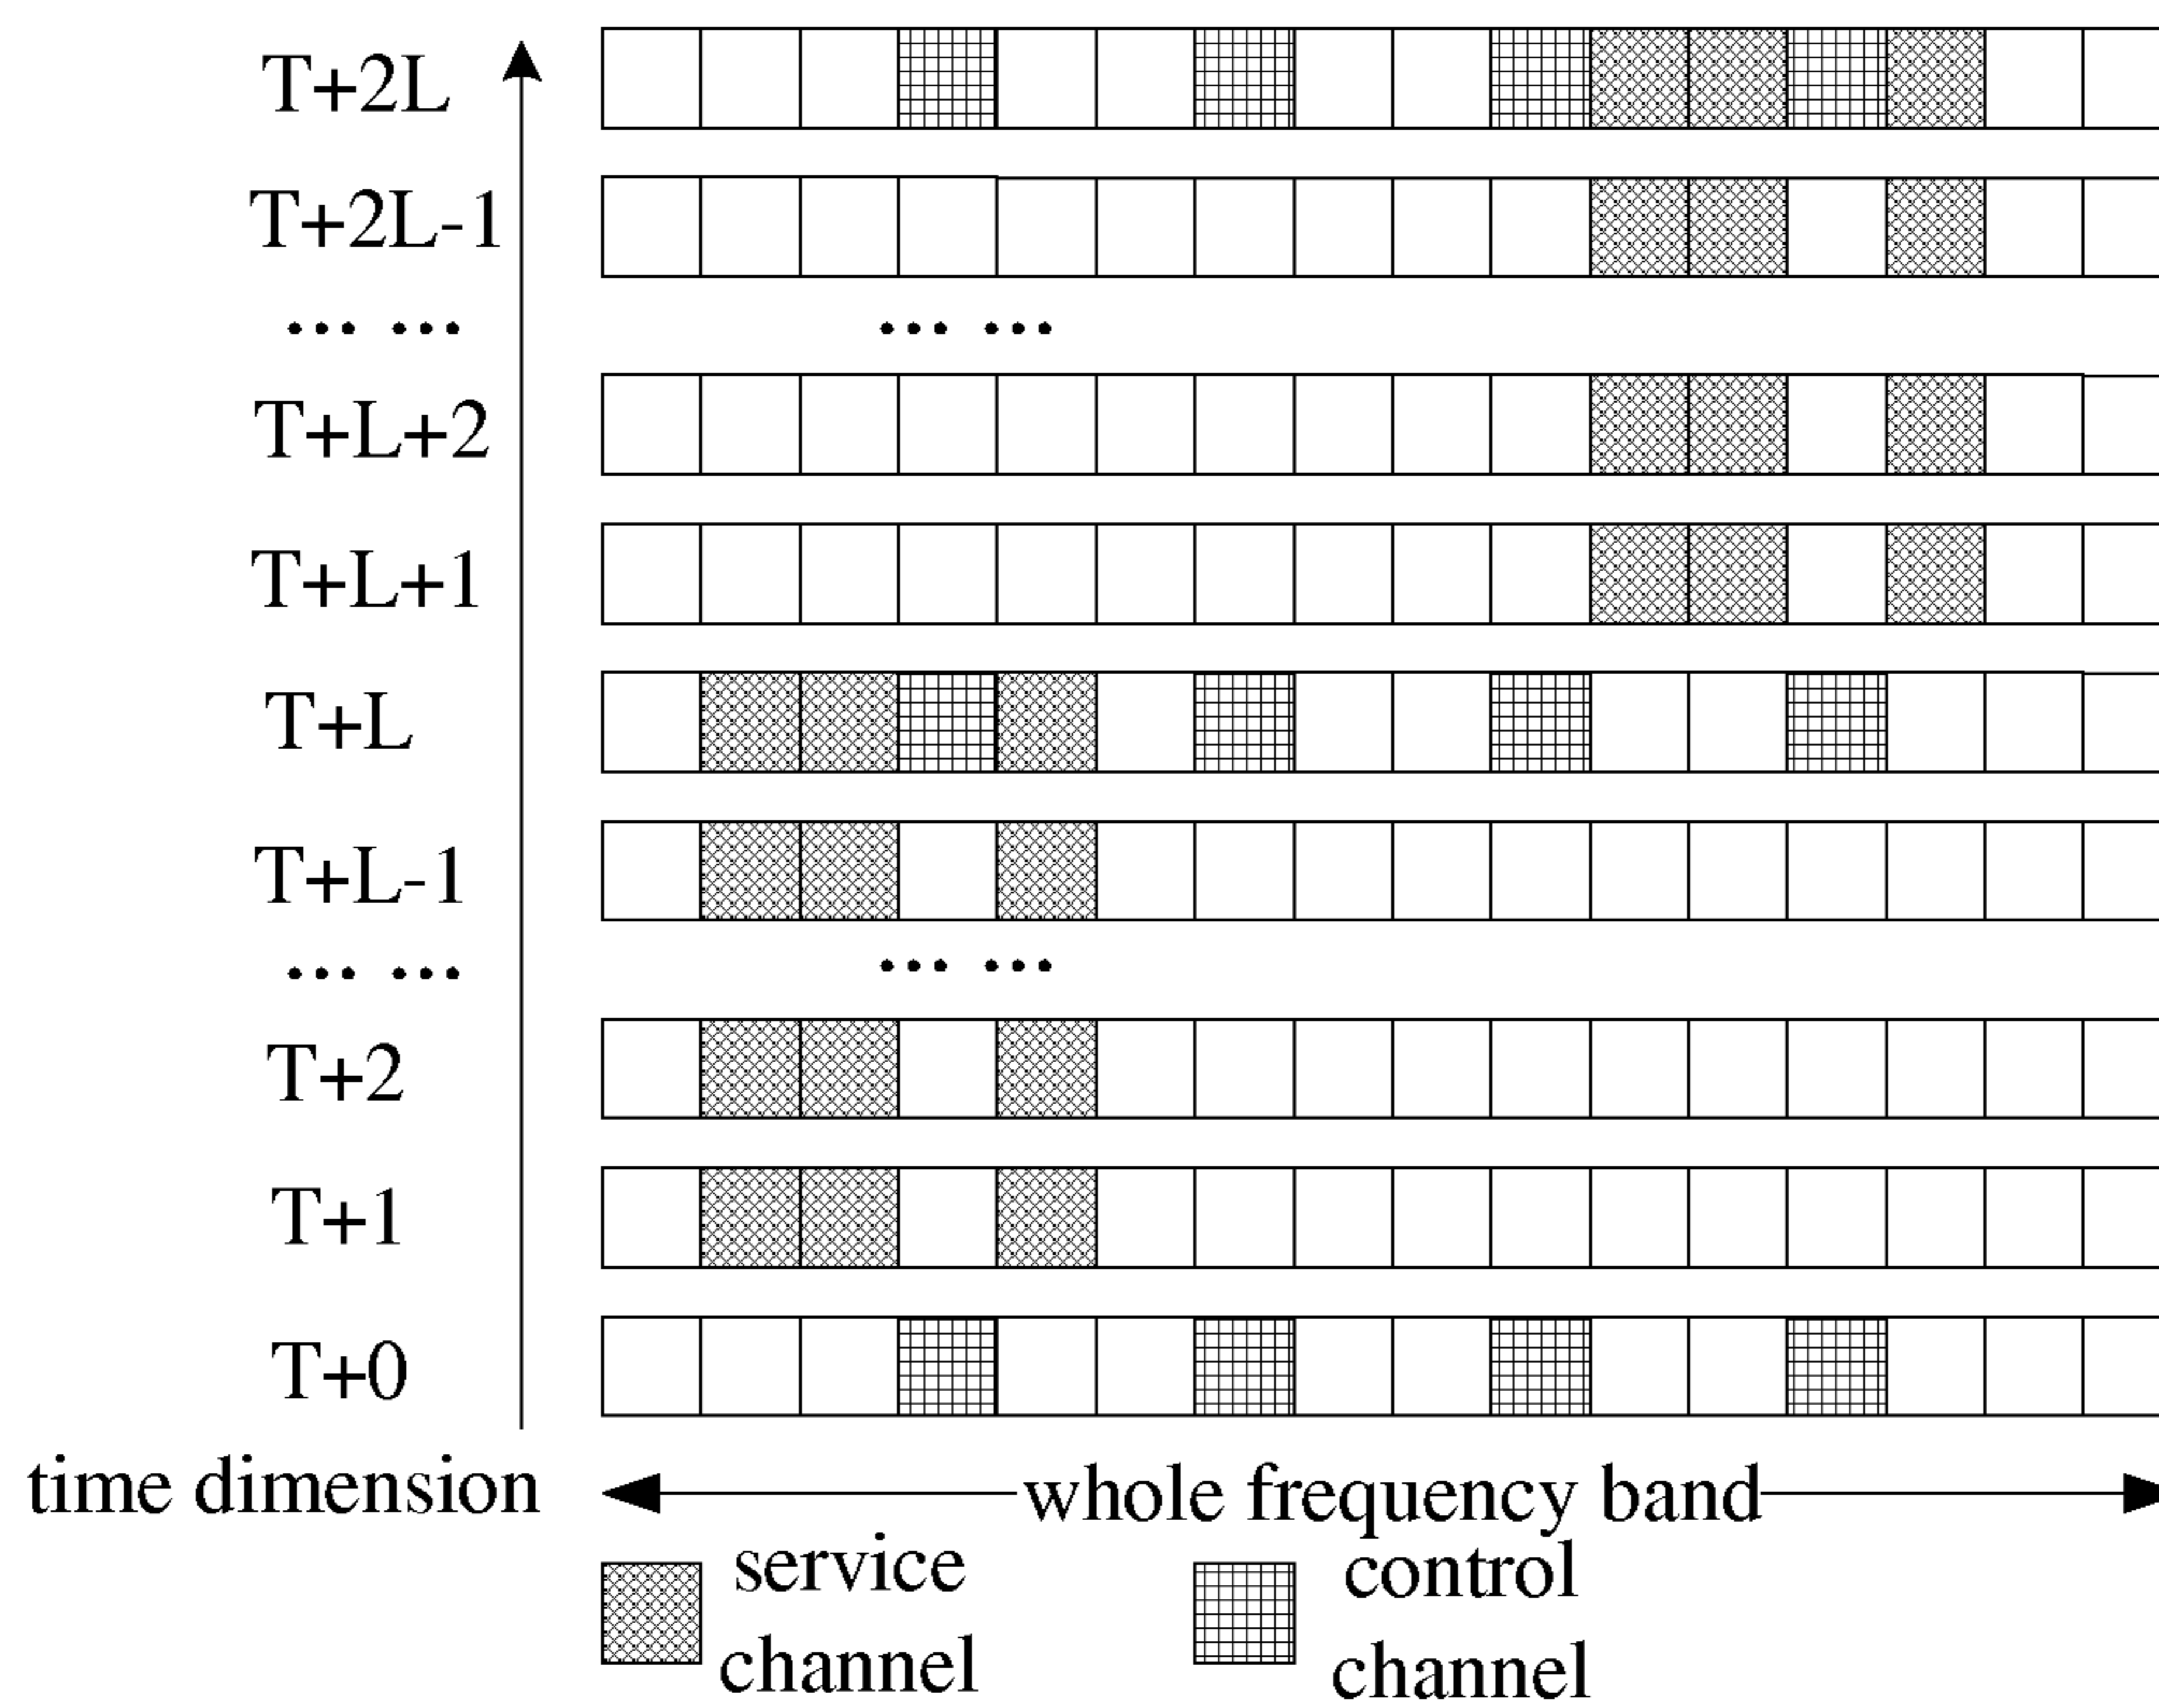 T+2L
T+2L-1
... ...
... ...
T+L+2
T+L+1
T+L
T+L-1
... ...
... ...
T+2
T+1
T+0
time dimension
whole frequency band
service
channel
control
channel